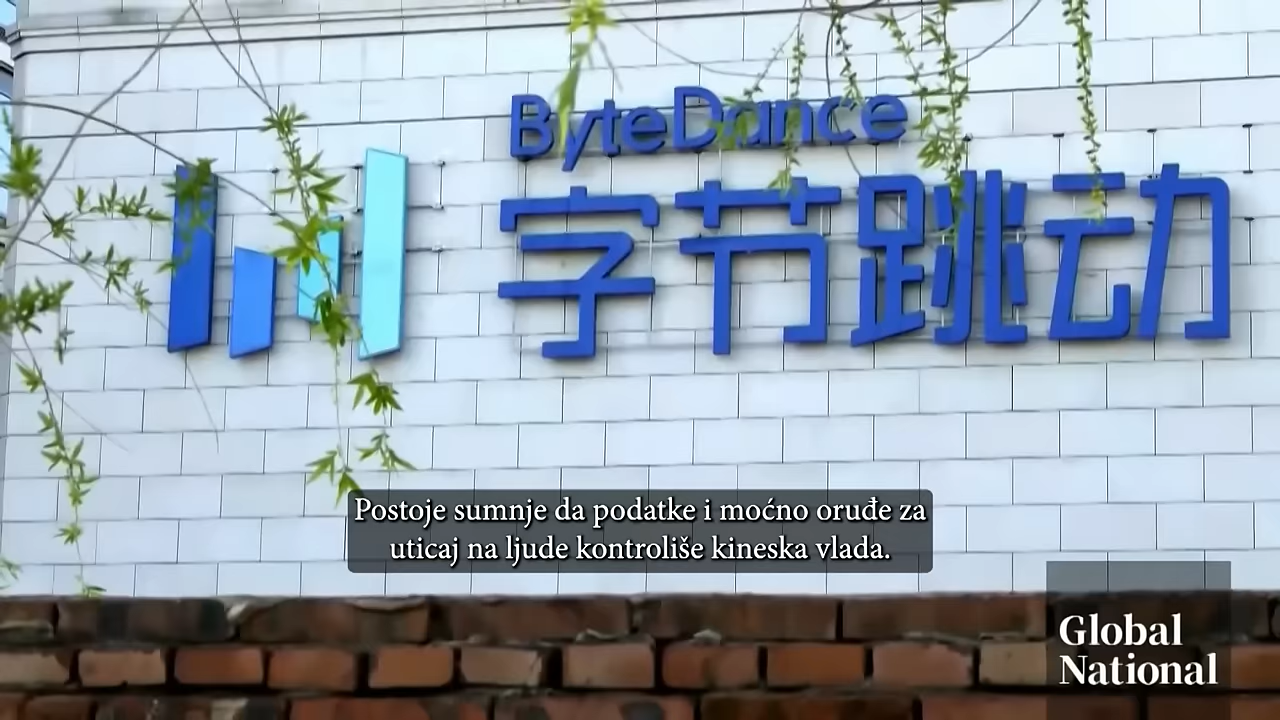 ByteDance
字节跳动
Postoje sumnje da podatke i moćno oruđe za
uticaj na ljude kontroliše kineska vlada.
Global
National